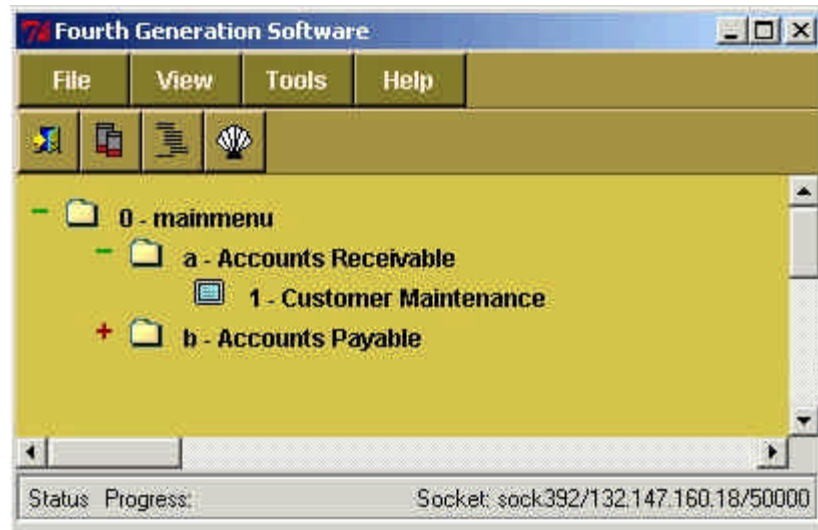 Fourth Generation Software
File View Tools Help
0 - mainmenu
a - Accounts Receivable
1 - Customer Maintenance
b - Accounts Payable
Status Progress: Socket: sock392/132.147.160.18/50000